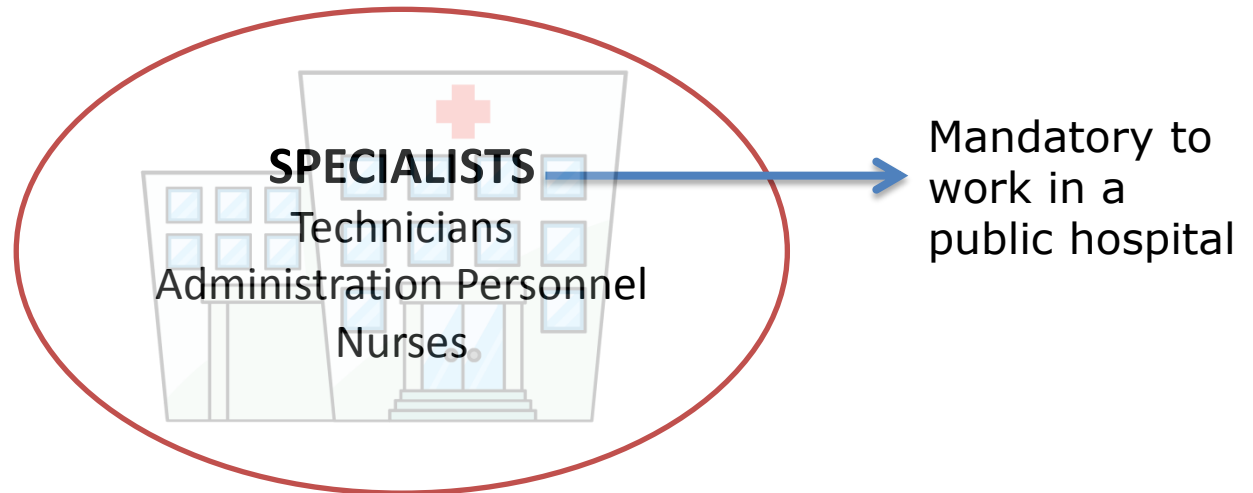 SPECIALISTS
Technicians
Administration Personnel
Nurses
Mandatory to
work in a
public hospital